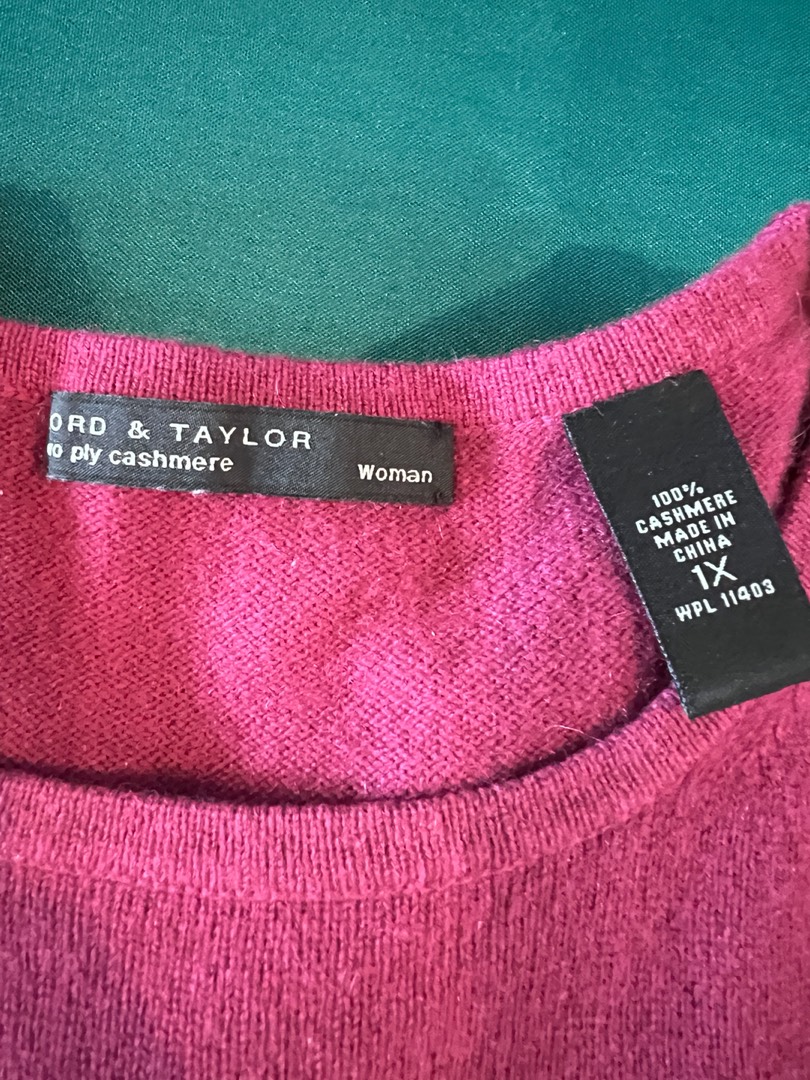 ORD & TAYLOR
o ply cashmere
Woman
100%
CASHMERE
MADE IN
CHINA
1X
WPL 11403